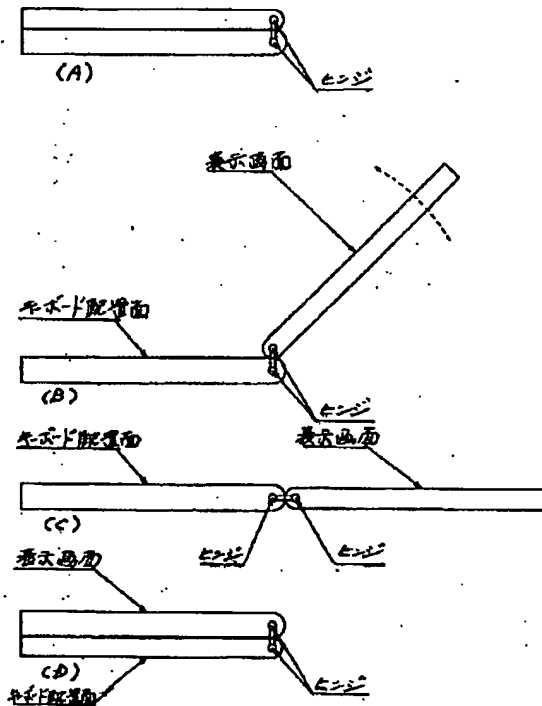 (A)
ヒンジ
表示画面
キーボード配置面
(B)
ヒンジ
キーボード配置面
表示画面
(C)
ヒンジ
ヒンジ
表示画面
(D)
キーボード配置面
ヒンジ